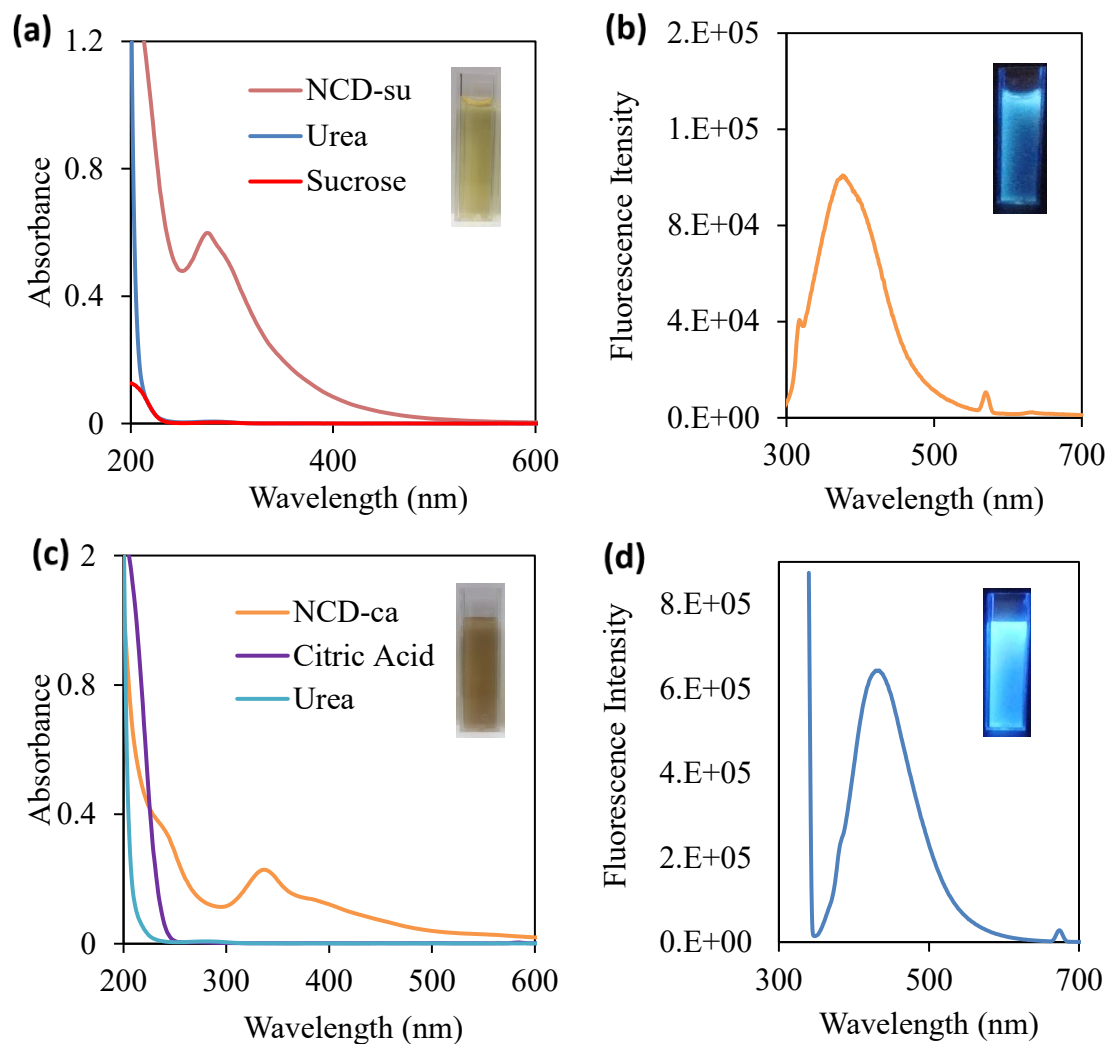 (a)
1.2
0.8
0.4
0
Absorbance
NCD-su
Urea
Sucrose
200
400
600
Wavelength (nm)
(b)
2.E+05
1.E+05
8.E+04
4.E+04
0.E+00
Fluorescence Itensity
300
500
700
Wavelength (nm)
(c)
2
0.8
0.4
0
Absorbance
NCD-ca
Citric Acid
Urea
200
300
400
500
600
Wavelength (nm)
(d)
8.E+05
6.E+05
4.E+05
2.E+05
0.E+00
Fluorescence Intensity
300
500
700
Wavelength (nm)